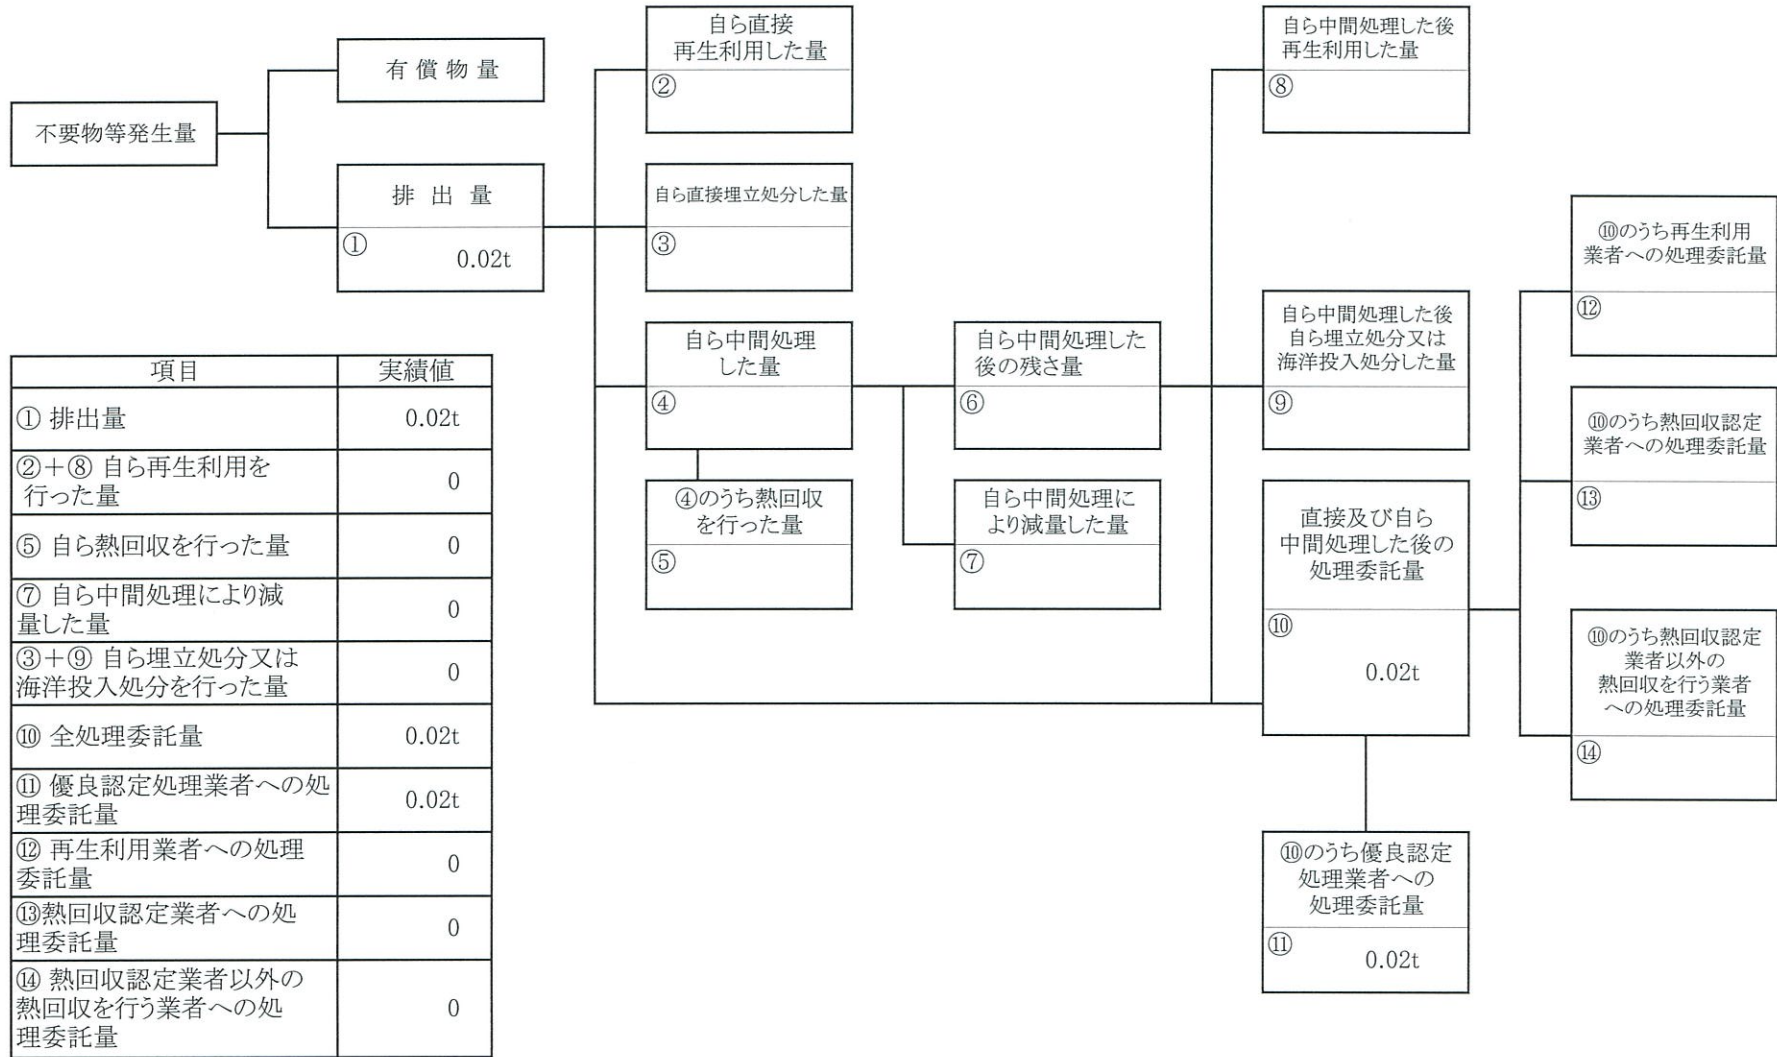 不要物等発生量
有償物量
排出量
①
0.02t
自ら直接
再生利用した量
②
自ら直接埋立処分した量
③
自ら中間処理
した量
④
④のうち熱回収
を行った量
⑤
自ら中間処理した
後の残さ量
⑥
自ら中間処理に
より減量した量
⑦
自ら中間処理した後
再生利用した量
⑧
自ら中間処理した後
自ら埋立処分又は
海洋投入処分した量
⑨
直接及び自ら
中間処理した後の
処理委託量
⑩
0.02t
⑩のうち優良認定
処理業者への
処理委託量
⑪
0.02t
⑩のうち再生利用
業者への処理委託量
⑫
⑩のうち熱回収認定
業者への処理委託量
⑬
⑩のうち熱回収認定
業者以外の
熱回収を行う業者
への処理委託量
⑭
項目 実績値
① 排出量 0.02t
②+⑧ 自ら再生利用を
行った量 0
⑤ 自ら熱回収を行った量 0
⑦ 自ら中間処理により減
量した量 0
③+⑨ 自ら埋立処分又は
海洋投入処分を行った量 0
⑩ 全処理委託量 0.02t
⑪ 優良認定処理業者への処
理委託量 0.02t
⑫ 再生利用業者への処理
委託量 0
⑬熱回収認定業者への処
理委託量 0
⑭ 熱回収認定業者以外の
熱回収を行う業者への処
理委託量 0